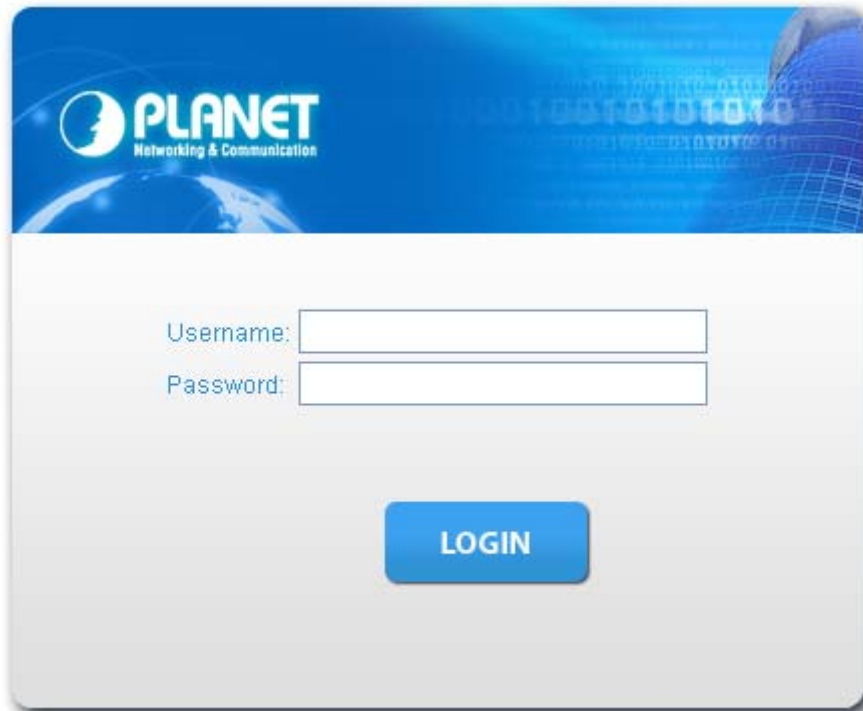 PLANET
Networking & Communication
Username:
Password:
LOGIN